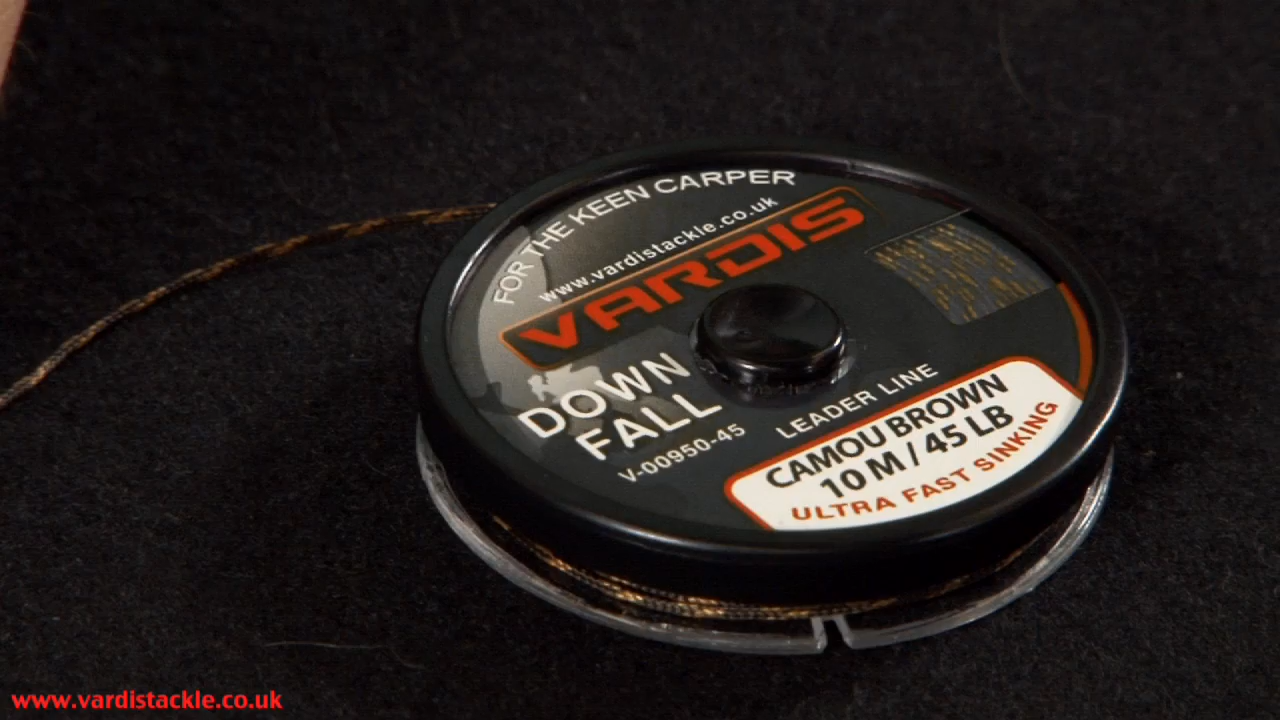 FOR THE KEEN CARPER
www.vardistackle.co.uk
VARDIS
DOWN
FALL
V-00950-45
LEADER LINE
CAMOU BROWN
10 M / 45 LB
ULTRA FAST SINKING
www.vardistackle.co.uk